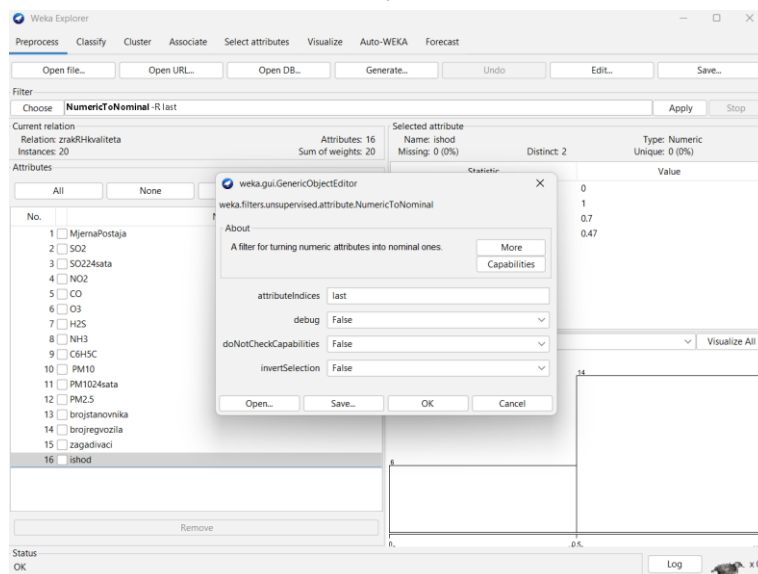 Weka Explorer
Preprocess Classify Cluster Associate Select attributes Visualize Auto-WEKA Forecast
Open file... Open URL... Open DB... Generate... Undo Edit... Save...
Filter
Choose NumericToNominal -R last Apply Stop
Current relation
Relation: zrakRHkvaliteta Attributes: 16
Instances: 20 Sum of weights: 20
Selected attribute
Name: ishod Type: Numeric
Missing: 0 (0%) Distinct: 2 Unique: 0 (0%)
Attributes
All None
No.
1 MjernaPostaja
2 SO2
3 SO224sata
4 NO2
5 CO
6 O3
7 H2S
8 NH3
9 C6H5C
10 PM10
11 PM1024sata
12 PM2.5
13 brojstanovnika
14 brojregvozila
15 zagadivaci
16 ishod
Remove
Statistic Value
0
1
0.7
0.47
weka.gui.GenericObjectEditor
weka.filters.unsupervised.attribute.NumericToNominal
About
A filter for turning numeric attributes into nominal ones.
More
Capabilities
attributeIndices last
debug False
doNotCheckCapabilities False
invertSelection False
Open... Save... OK Cancel
Visualize All
14
6
Status
OK
Log